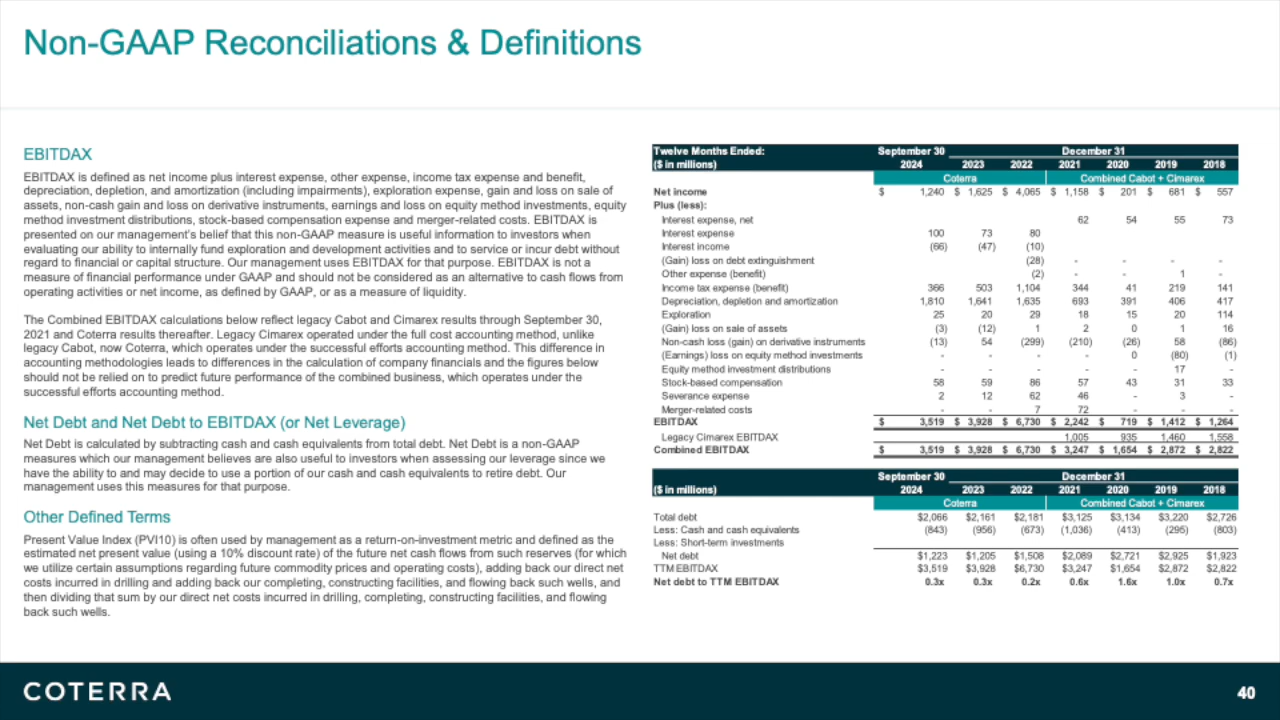 Non-GAAP Reconciliations & Definitions
EBITDAX
EBITDAX is defined as net income plus interest expense, other expense, income tax expense and benefit,
depreciation, depletion, and amortization (including impairments), exploration expense, gain and loss on sale of
assets, non-cash gain and loss on derivative instruments, earnings and loss on equity method investments, equity
method investment distributions, stock-based compensation expense and merger-related costs. EBITDAX is
presented on our management's belief that this non-GAAP measure is useful information to investors when
evaluating our ability to internally fund exploration and development activities and to service or incur debt without
regard to financial or capital structure. Our management uses EBITDAX for that purpose. EBITDAX is not a
measure of financial performance under GAAP and should not be considered as an alternative to cash flows from
operating activities or net income, as defined by GAAP, or as a measure of liquidity.
The Combined EBITDAX calculations below reflect legacy Cabot and Cimarex results through September 30,
2021 and Coterra results thereafter. Legacy Cimarex operated under the full cost accounting method, unlike
legacy Cabot, now Coterra, which operates under the successful efforts accounting method. This difference in
accounting methodologies leads to differences in the calculation of company financials and the figures below
should not be relied on to predict future performance of the combined business, which operates under the
successful efforts accounting method.
Net Debt and Net Debt to EBITDAX (or Net Leverage)
Net Debt is calculated by subtracting cash and cash equivalents from total debt. Net Debt is a non-GAAP
measures which our management believes are also useful to investors when assessing our leverage since we
have the ability to and may decide to use a portion of our cash and cash equivalents to retire debt. Our
management uses this measures for that purpose.
Other Defined Terms
Present Value Index (PVI10) is often used by management as a return-on-investment metric and defined as the
estimated net present value (using a 10% discount rate) of the future net cash flows from such reserves (for which
we utilize certain assumptions regarding future commodity prices and operating costs), adding back our direct net
costs incurred in drilling and adding back our completing, constructing facilities, and flowing back such wells, and
then dividing that sum by our direct net costs incurred in drilling, completing, constructing facilities, and flowing
back such wells.
Twelve Months Ended: September 30 December 31
($ in millions) 2024 2023 2022 2021 2020 2019 2018
Coterra Combined Cabot + Cimarex
Net income $ 1,240 $ 1,625 $ 4,065 $ 1,158 $ 201 $ 681 $ 557
Plus (less):
Interest expense, net 62 54 55 73
Interest expense 100 73 80
Interest income (66) (47) (10)
(Gain) loss on debt extinguishment (28) - - - -
Other expense (benefit) (2) - - 1 -
Income tax expense (benefit) 366 503 1,104 344 41 219 141
Depreciation, depletion and amortization 1,810 1,641 1,635 693 391 406 417
Exploration 25 20 29 18 15 20 114
(Gain) loss on sale of assets (3) (12) 1 2 0 1 16
Non-cash loss (gain) on derivative instruments (13) 54 (299) (210) (26) 58 (86)
(Earnings) loss on equity method investments - - - - 0 (80) (1)
Equity method investment distributions - - - - - 17 -
Stock-based compensation 58 59 86 57 43 31 33
Severance expense 2 12 62 46 - 3 -
Merger-related costs - - 7 72 - - -
EBITDAX $ 3,519 $ 3,928 $ 6,730 $ 2,242 $ 719 $ 1,412 $ 1,264
Legacy Cimarex EBITDAX 1,005 935 1,460 1,558
Combined EBITDAX $ 3,519 $ 3,928 $ 6,730 $ 3,247 $ 1,654 $ 2,872 $ 2,822
September 30 December 31
($ in millions) 2024 2023 2022 2021 2020 2019 2018
Coterra Combined Cabot + Cimarex
Total debt $2,066 $2,161 $2,181 $3,125 $3,134 $3,220 $2,726
Less: Cash and cash equivalents (843) (956) (673) (1,036) (413) (295) (803)
Less: Short-term investments
Net debt $1,223 $1,205 $1,508 $2,089 $2,721 $2,925 $1,923
TTM EBITDAX $3,519 $3,928 $6,730 $3,247 $1,654 $2,872 $2,822
Net debt to TTM EBITDAX 0.3x 0.3x 0.2x 0.6x 1.6x 1.0x 0.7x
COTERRA
40